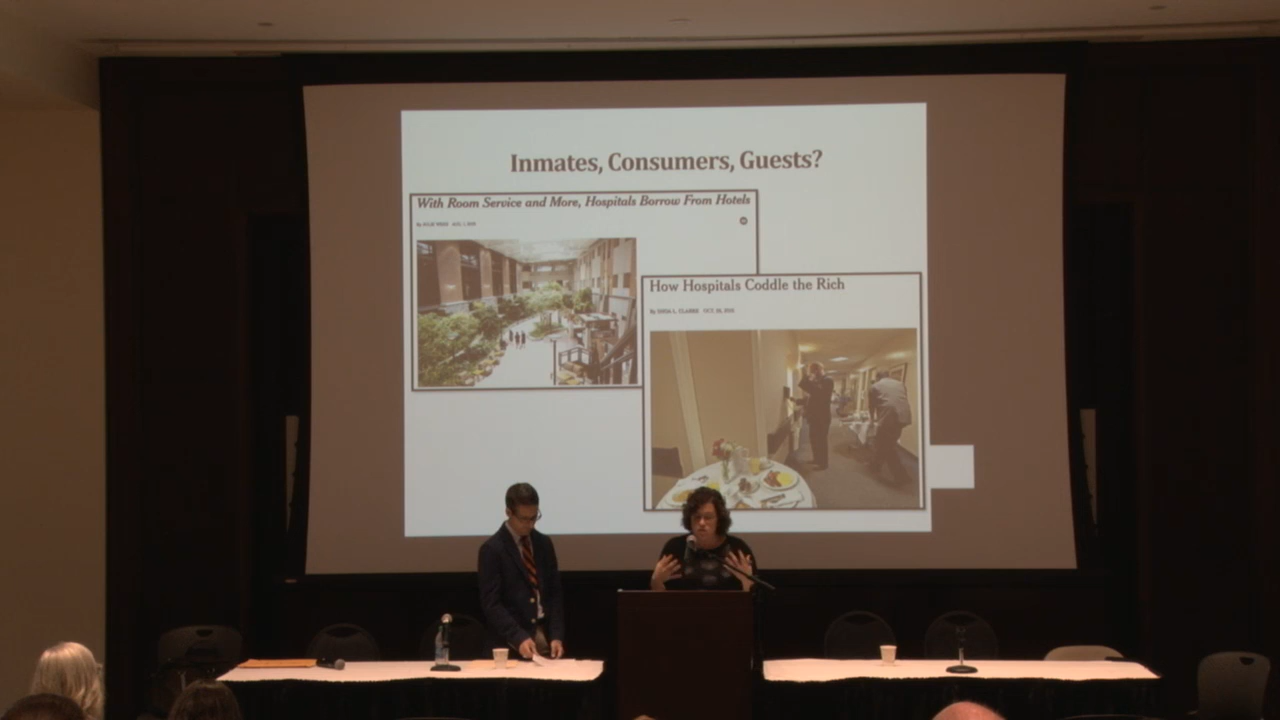 Inmates, Consumers, Guests?
With Room Service and More, Hospitals Borrow From Hotels
How Hospitals Coddle the Rich